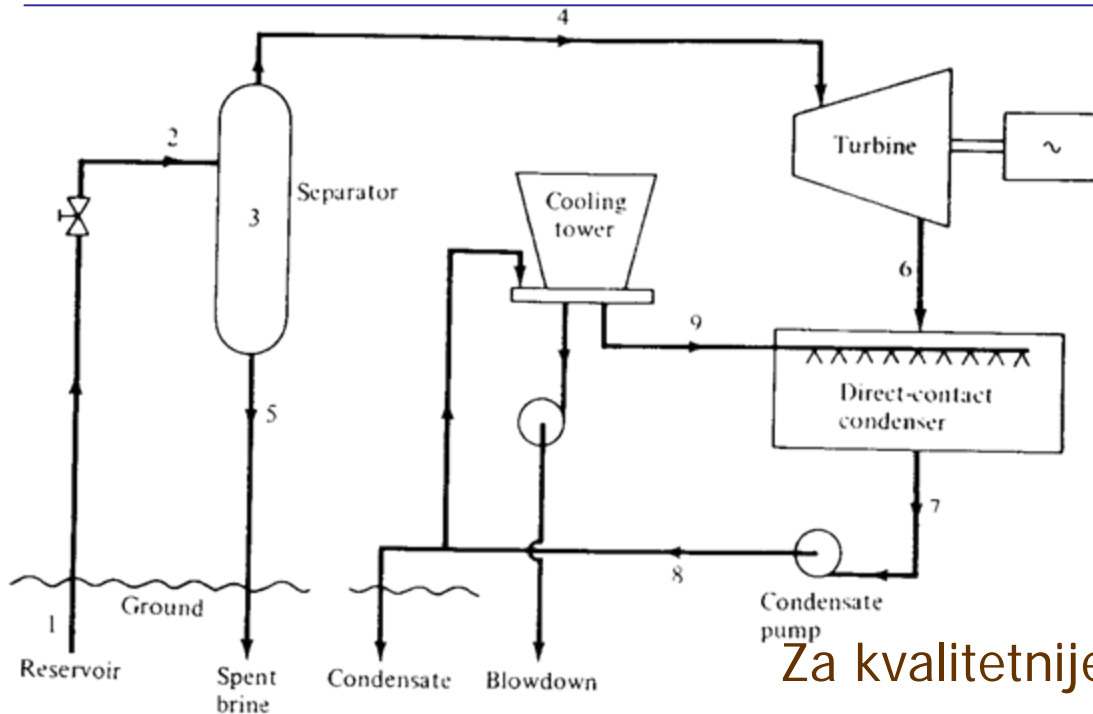 4
2
Turbine
~
Separator
3
Cooling
tower
6
9
Direct-contact
condenser
5
7
8
Ground
1
Condensate
pump
Reservoir
Spent
brine
Condensate
Blowdown
Za kvalitetnije